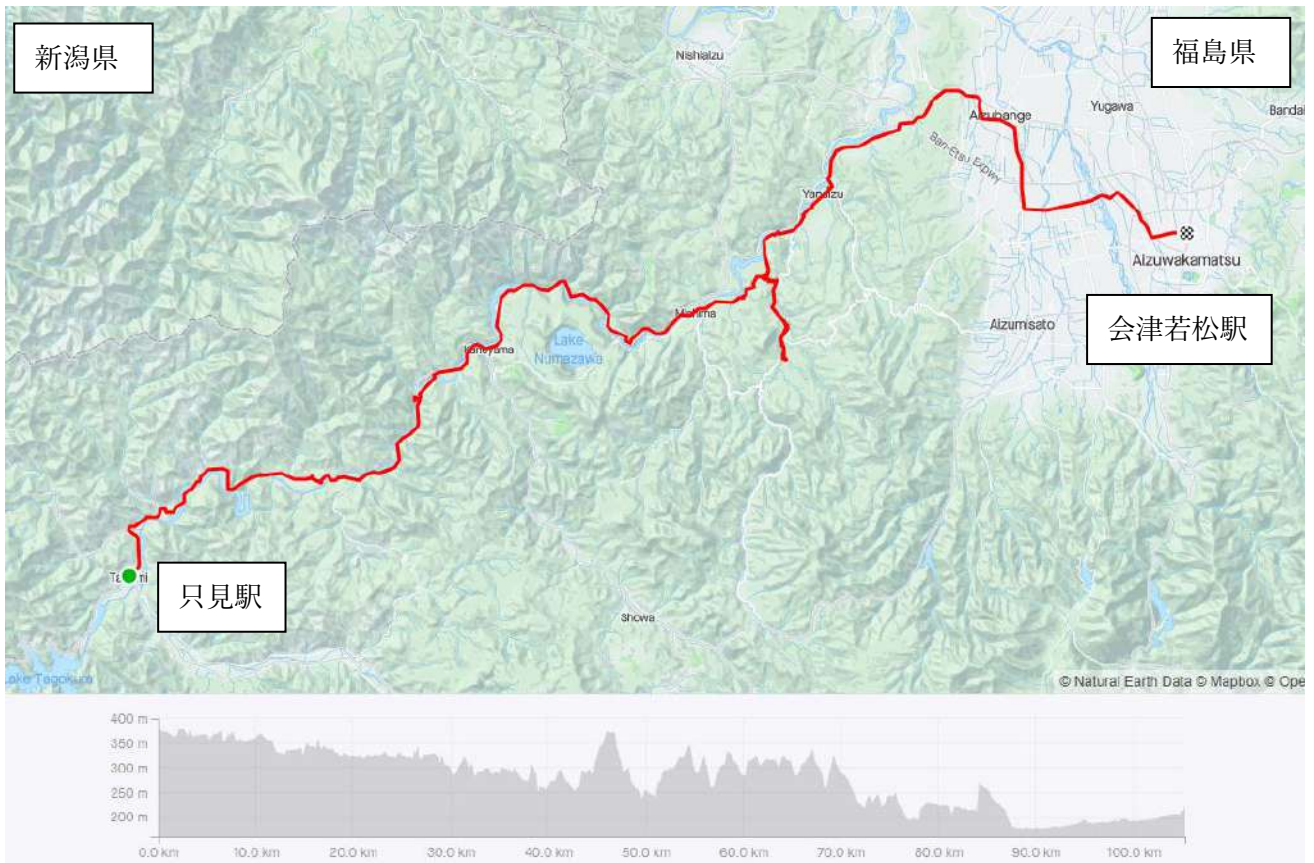 新潟県
福島県
Nishiaizu
Aizubange
Yugawa
Bandai
Ban-Etsu Expwy
Yanaizu
Aizuwakamatsu
会津若松駅
Aizumisato
Mishima
Lake
Numazawa
Kaneyama
只見駅
Showa
Lake Tagokura
© Natural Earth Data © Mapbox © Ope
400 m
350 m
300 m
250 m
200 m
0.0 km
10.0 km
20.0 km
30.0 km
40.0 km
50.0 km
60.0 km
70.0 km
80.0 km
90.0 km
100.0 km